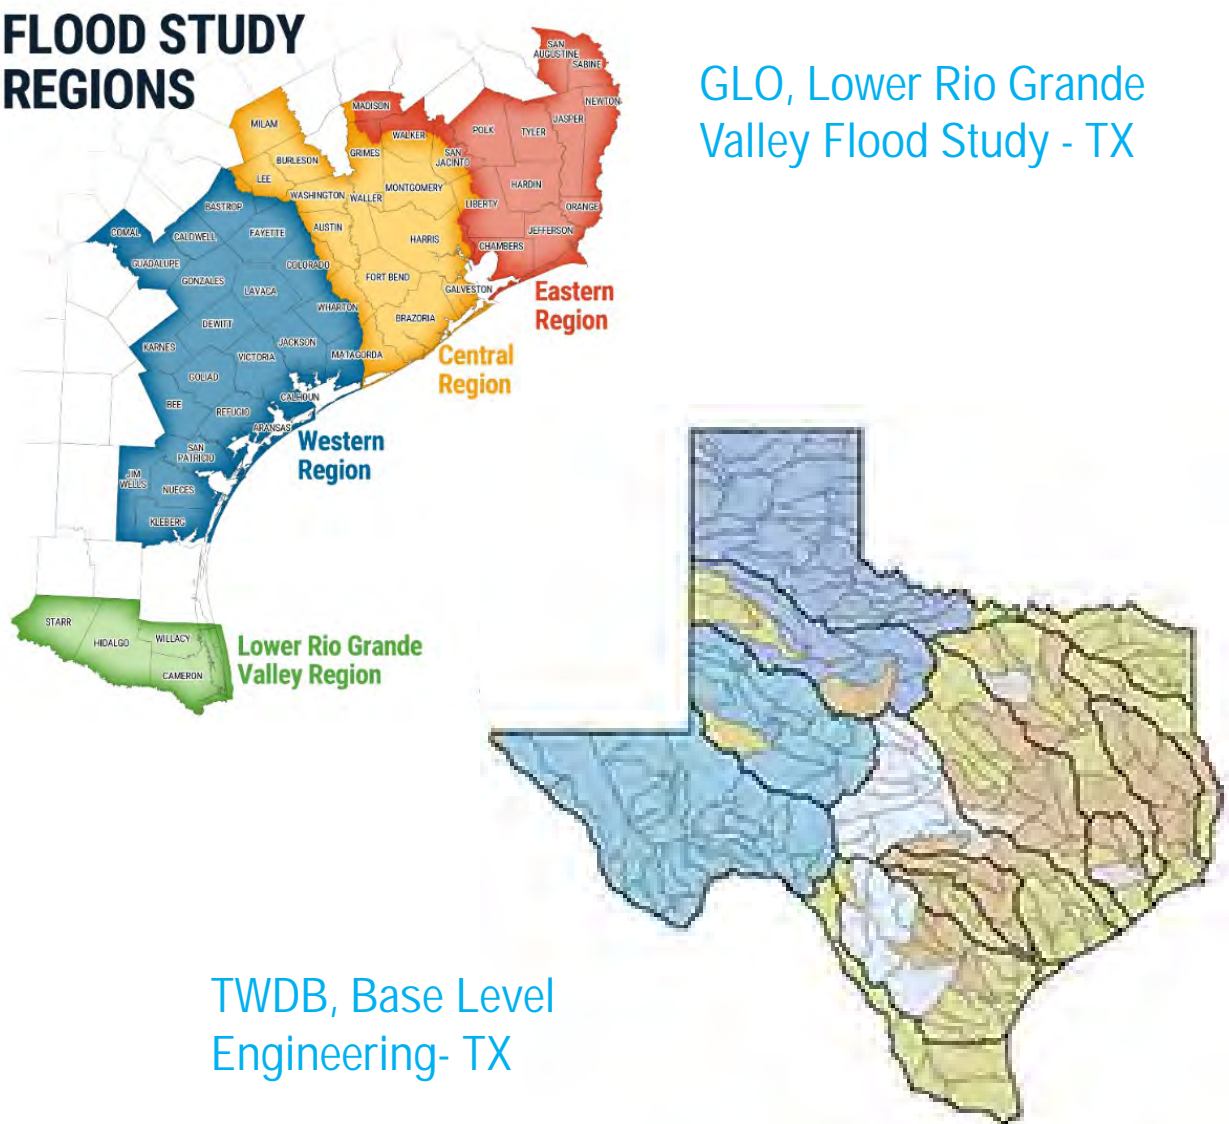 FLOOD STUDY
REGIONS
GLO, Lower Rio Grande
Valley Flood Study - TX
SAN
AUGUSTINE
SABINE
NEWTON
JASPER
MADISON
WALKER
POLK
TYLER
SAN
JACINTO
HARDIN
LIBERTY
ORANGE
JEFFERSON
CHAMBERS
Eastern
Region
MILAM
BURLESON
GRIMES
LEE
WASHINGTON
WALLER
MONTGOMERY
AUSTIN
HARRIS
FORT BEND
GALVESTON
BRAZORIA
Central
Region
BASTROP
COMAL
CALDWELL
FAYETTE
GUADALUPE
COLORADO
GONZALES
LAVACA
WHARTON
DEWITT
KARNES
JACKSON
VICTORIA
MATAGORDA
GOLIAD
BEE
CALHOUN
REFUGIO
ARANSAS
SAN
PATRICIO
JIM
WELLS
NUECES
KLEBERG
Western
Region
STARR
HIDALGO
WILLACY
CAMERON
Lower Rio Grande
Valley Region
TWDB, Base Level
Engineering- TX